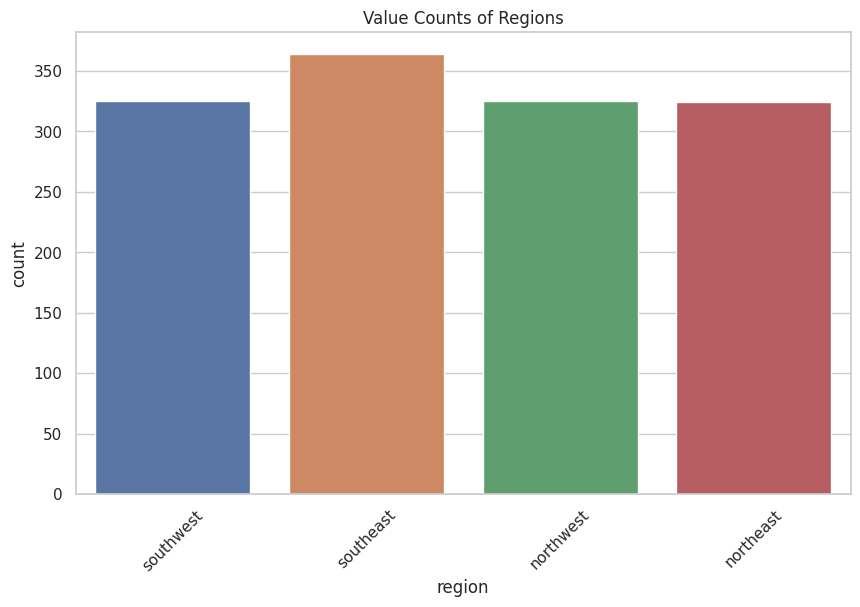 Value Counts of Regions
count
350
300
250
200
150
100
50
0
southwest
southeast
northwest
northeast
region